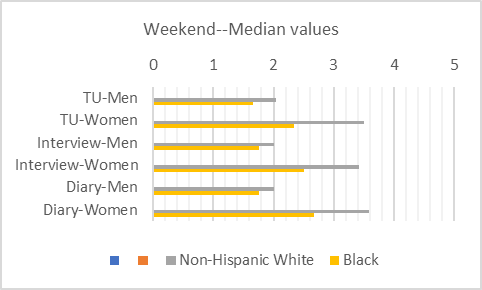 Weekend--Median values
0 1 2 3 4 5
TU-Men
TU-Women
Interview-Men
Interview-Women
Diary-Men
Diary-Women
Non-Hispanic White Black